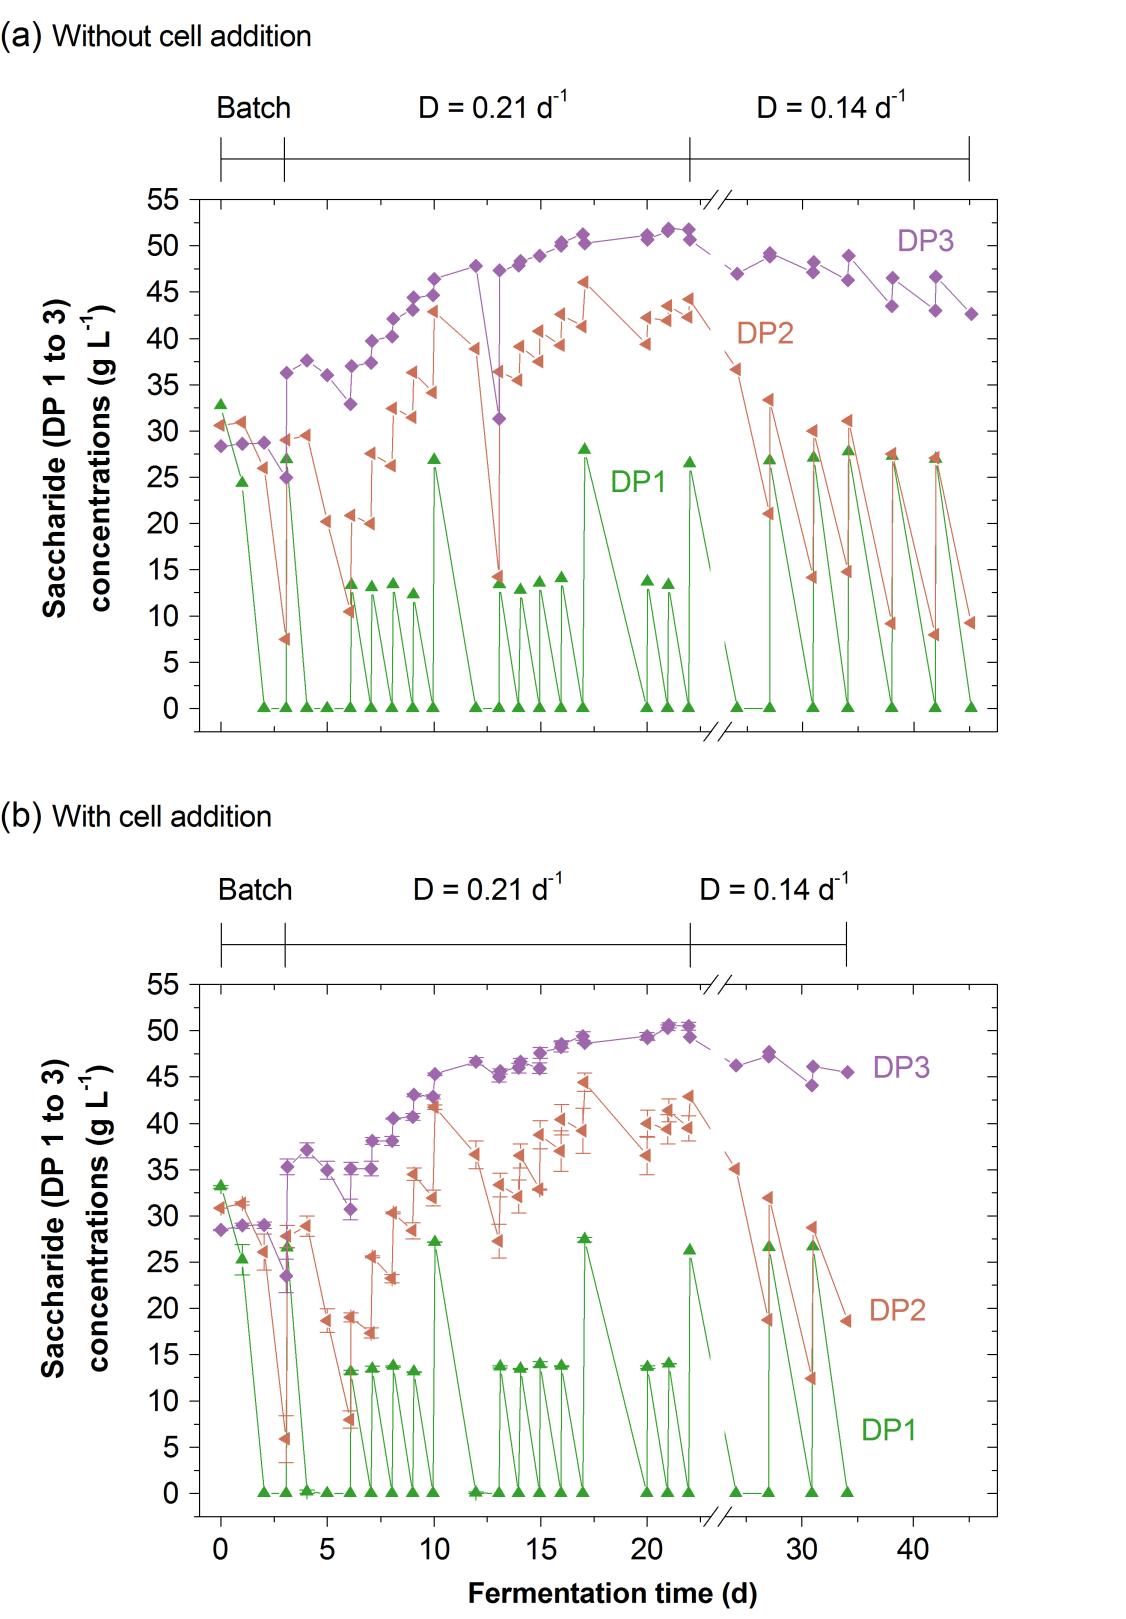 (a) Without cell addition
Batch
D = 0.21 d⁻¹
D = 0.14 d⁻¹
Saccharide (DP 1 to 3)
concentrations (g L⁻¹)
55
50
45
40
35
30
25
20
15
10
5
0
DP3
DP2
DP1
(b) With cell addition
Batch
D = 0.21 d⁻¹
D = 0.14 d⁻¹
Saccharide (DP 1 to 3)
concentrations (g L⁻¹)
55
50
45
40
35
30
25
20
15
10
5
0
DP3
DP2
DP1
0 5 10 15 20 30 40
Fermentation time (d)